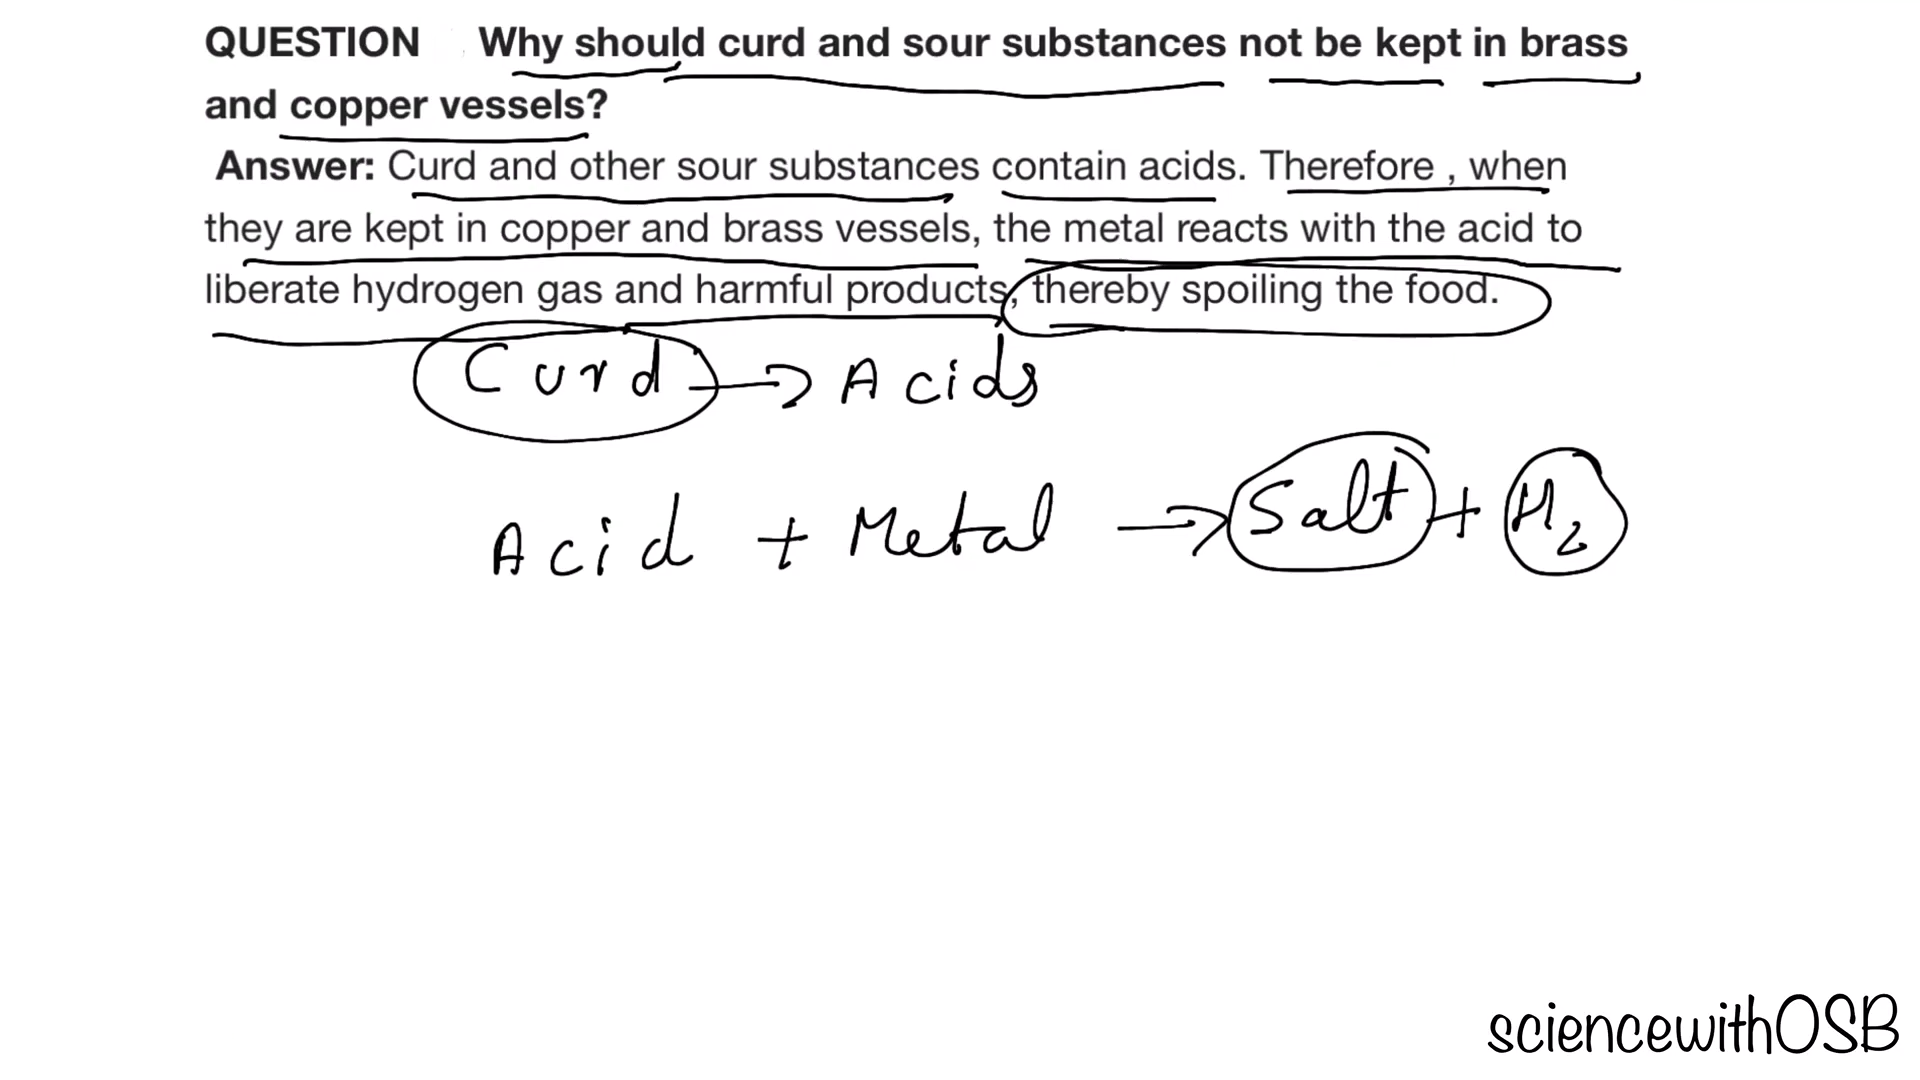 QUESTION Why should curd and sour substances not be kept in brass
and copper vessels?
Answer: Curd and other sour substances contain acids. Therefore , when
they are kept in copper and brass vessels, the metal reacts with the acid to
liberate hydrogen gas and harmful products, thereby spoiling the food.
Curd → Acids
Acid + Metal → Salt + H₂
sciencewithOSB